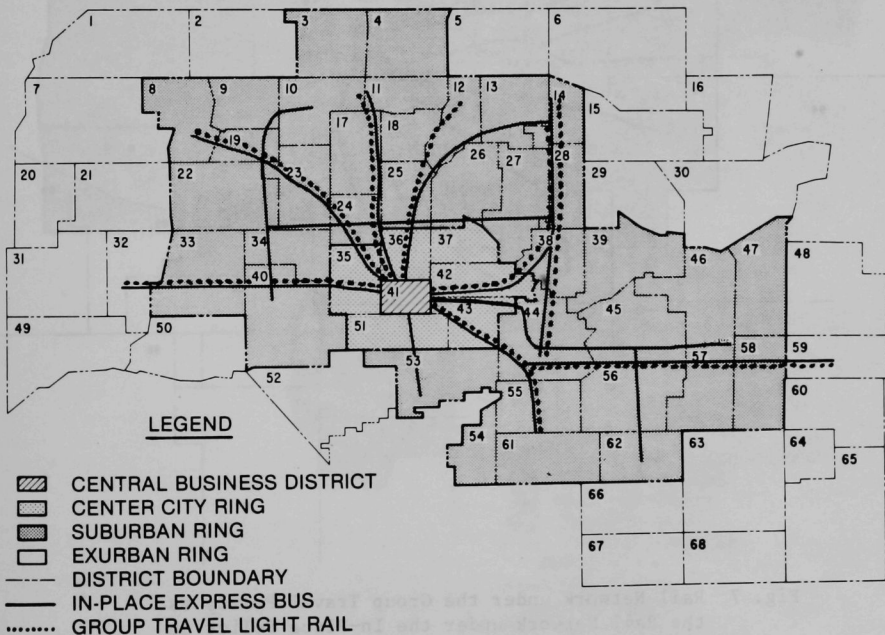 1 2 3 4 5 6
7 8 9 10 11 12 13 14 15 16
17 18
19 20 21 22 23 24 25 26 27 28 29 30
31 32 33 34 35 36 37 38 39 46 47 48
40 41 42 43 44 45
49 50 51 52 53 55 56 57 58 59
60
54 61 62 63 64 65
66
67 68
LEGEND
CENTRAL BUSINESS DISTRICT
CENTER CITY RING
SUBURBAN RING
EXURBAN RING
DISTRICT BOUNDARY
IN-PLACE EXPRESS BUS
GROUP TRAVEL LIGHT RAIL